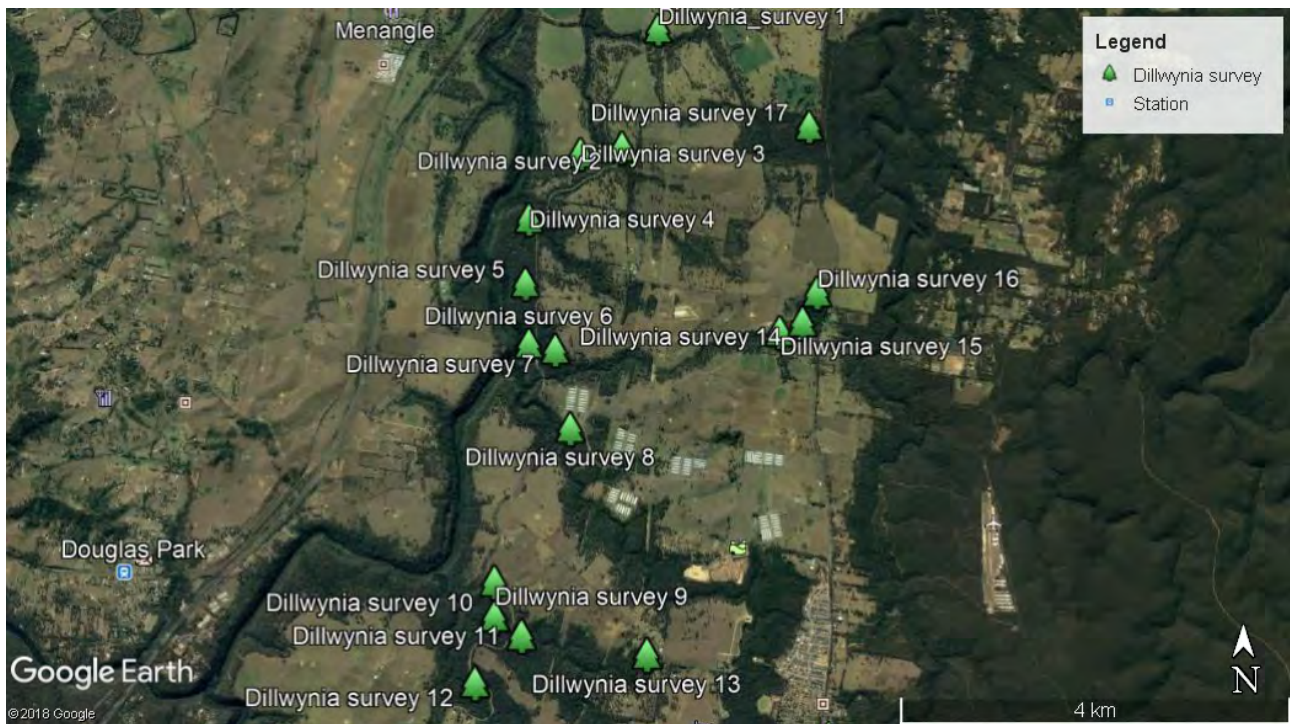 Dillwynia_survey 1
Menangle
Legend
Dillwynia survey
Station
Dillwynia survey 17
Dillwynia survey 2
Dillwynia survey 3
Dillwynia survey 4
Dillwynia survey 5
Dillwynia survey 16
Dillwynia survey 6
Dillwynia survey 14
Dillwynia survey 15
Dillwynia survey 7
Dillwynia survey 8
Douglas Park
Dillwynia survey 9
Dillwynia survey 10
Dillwynia survey 11
Dillwynia survey 13
Dillwynia survey 12
Google Earth
N
4 km
© 2018 Google